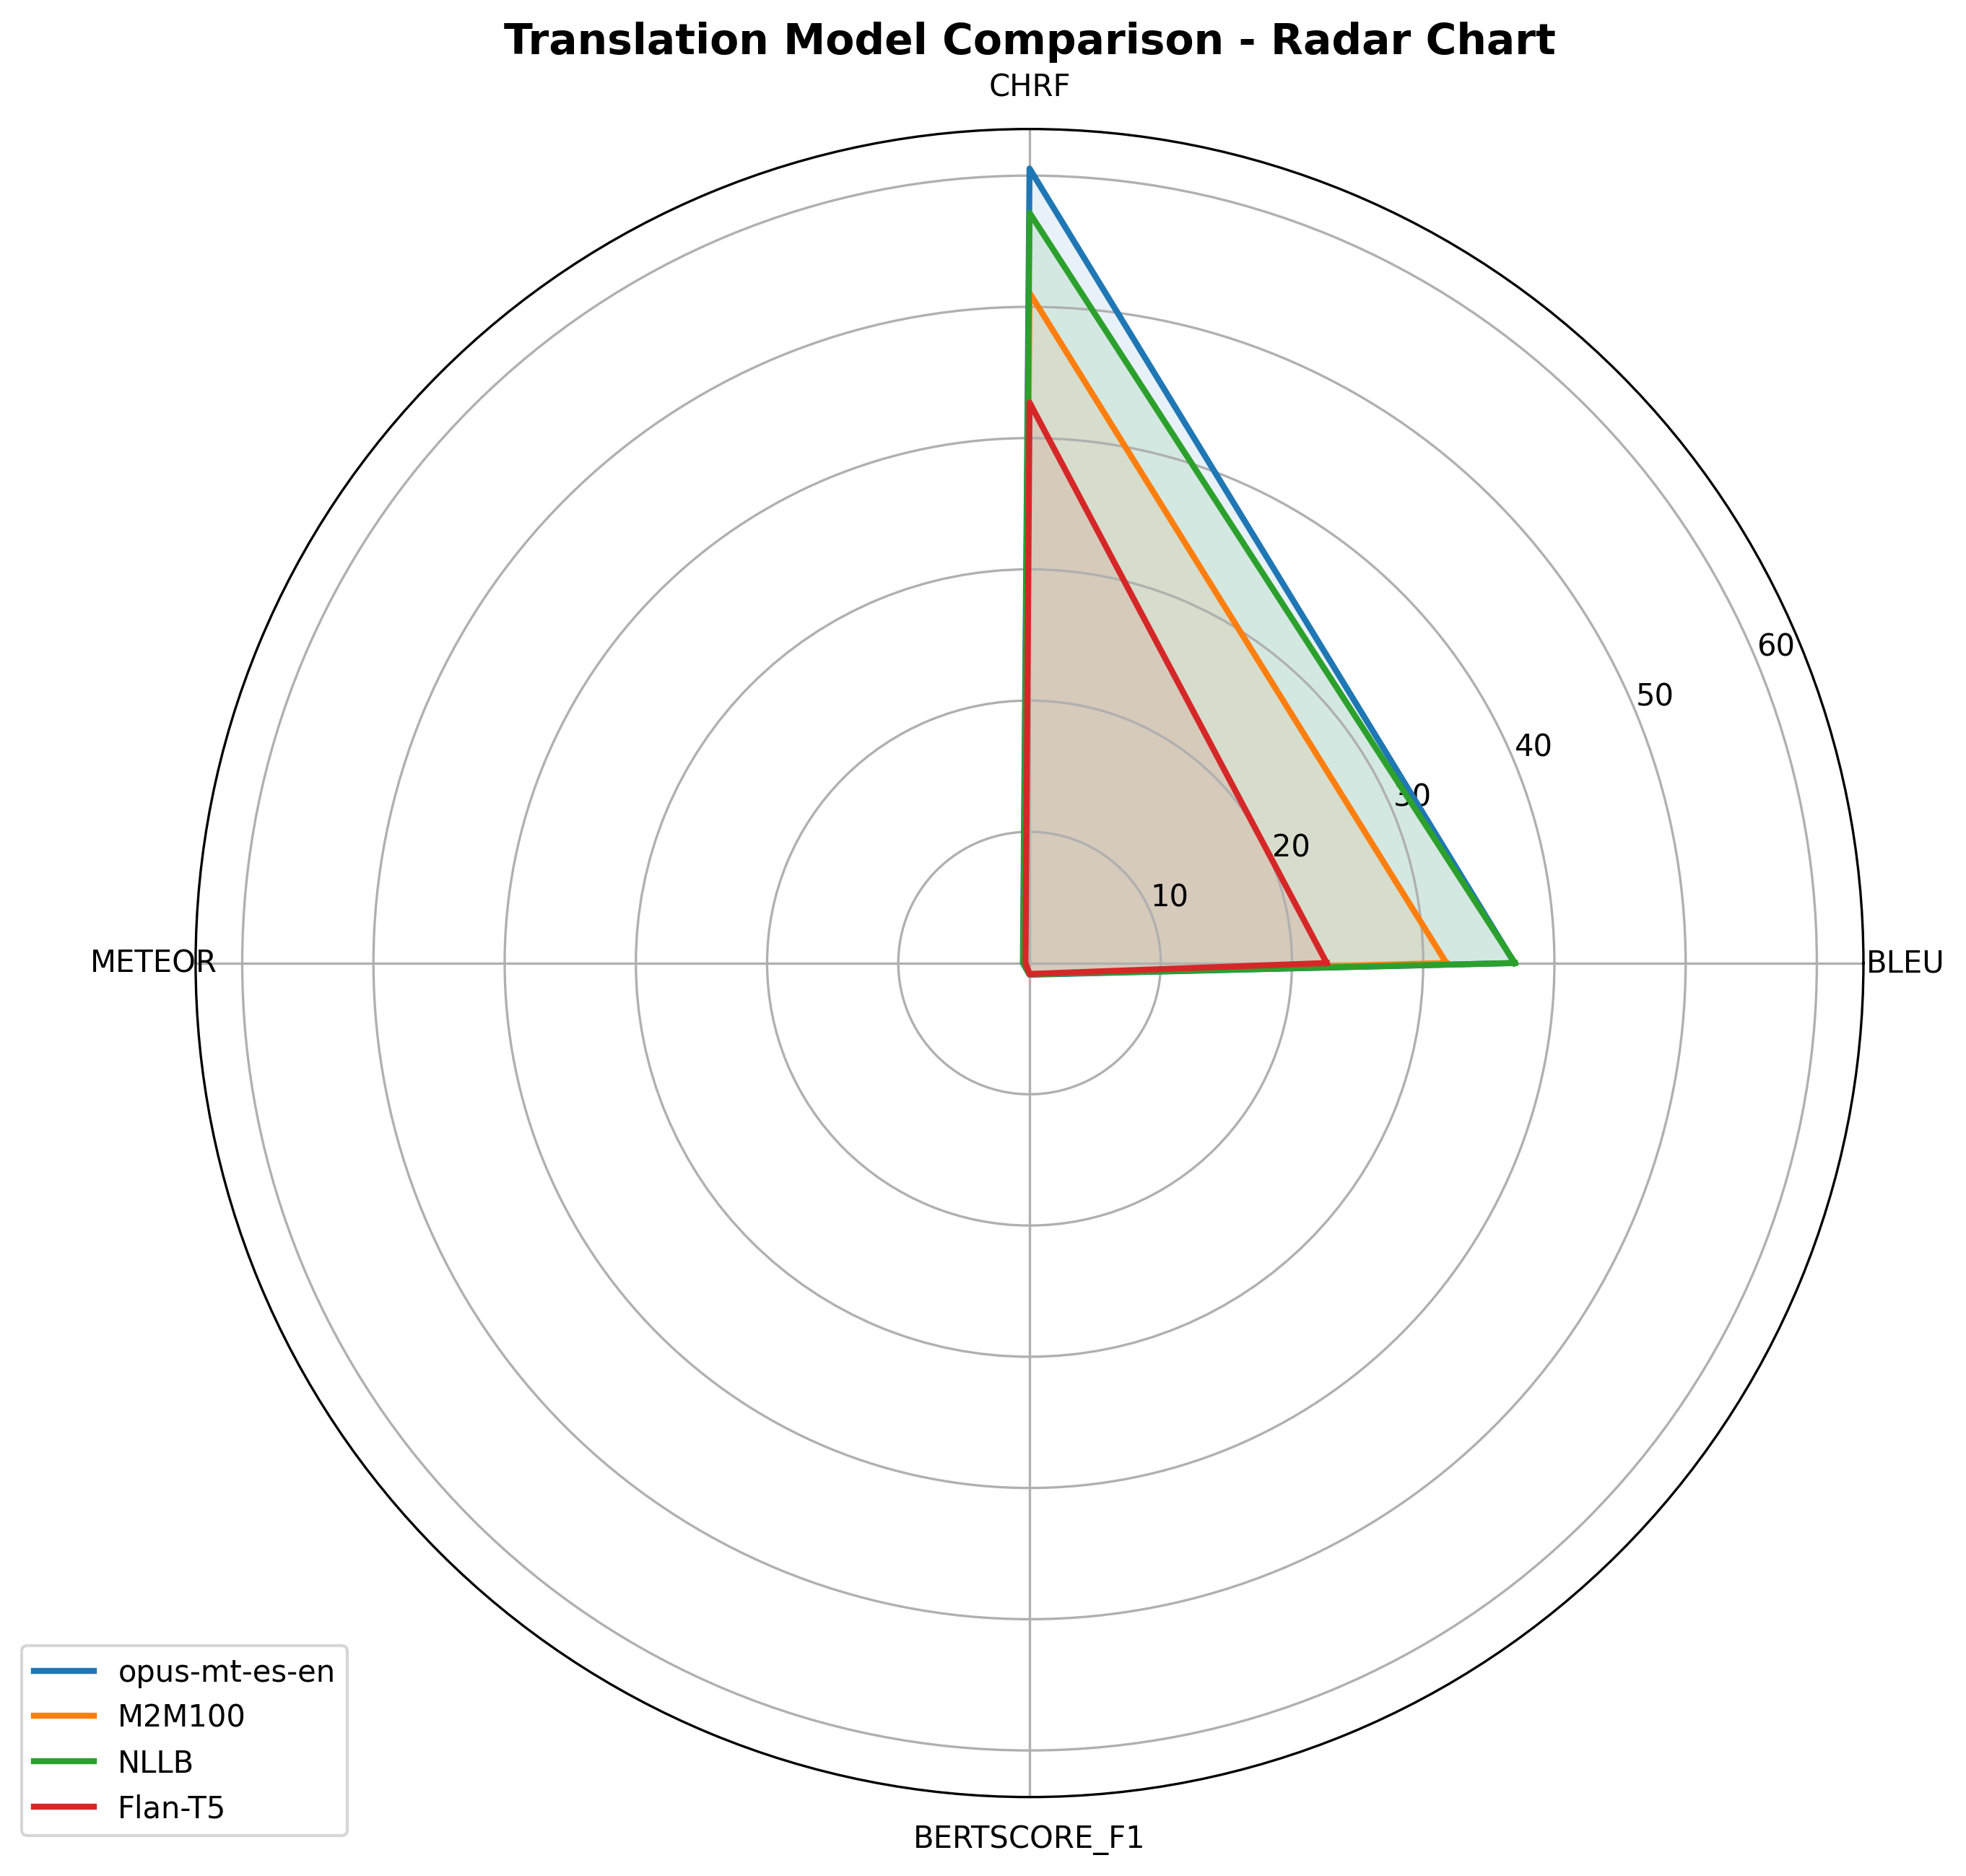 Translation Model Comparison - Radar Chart
CHRF
60
50
40
30
20
10
METEOR
BLEU
BERTSCORE_F1
opus-mt-es-en
M2M100
NLLB
Flan-T5